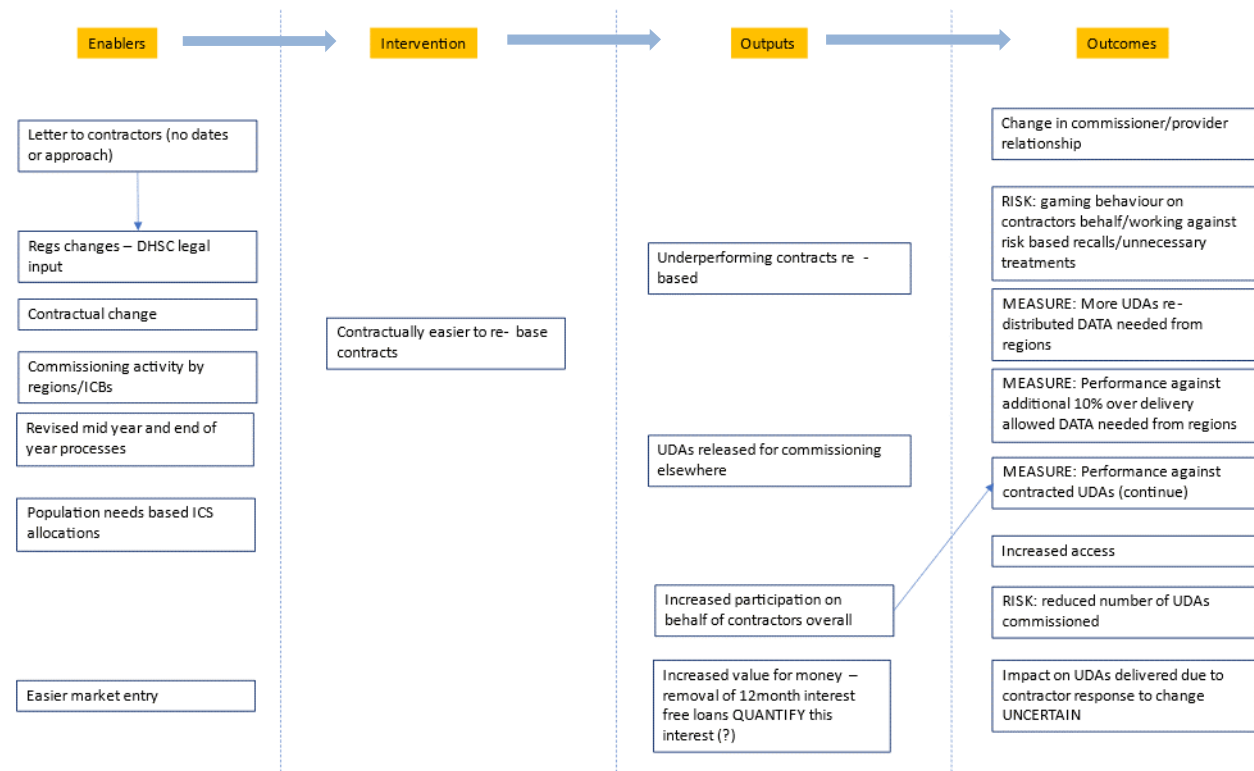 Enablers
Intervention
Outputs
Outcomes
Letter to contractors (no dates
or approach)
Regs changes – DHSC legal
input
Contractual change
Commissioning activity by
regions/ICBs
Revised mid year and end of
year processes
Population needs based ICS
allocations
Easier market entry
Contractually easier to re- base
contracts
Underperforming contracts re -
based
UDAs released for commissioning
elsewhere
Increased participation on
behalf of contractors overall
Increased value for money –
removal of 12month interest
free loans QUANTIFY this
interest (?)
Change in commissioner/provider
relationship
RISK: gaming behaviour on
contractors behalf/working against
risk based recalls/unnecessary
treatments
MEASURE: More UDAs re-
distributed DATA needed from
regions
MEASURE: Performance against
additional 10% over delivery
allowed DATA needed from regions
MEASURE: Performance against
contracted UDAs (continue)
Increased access
RISK: reduced number of UDAs
commissioned
Impact on UDAs delivered due to
contractor response to change
UNCERTAIN